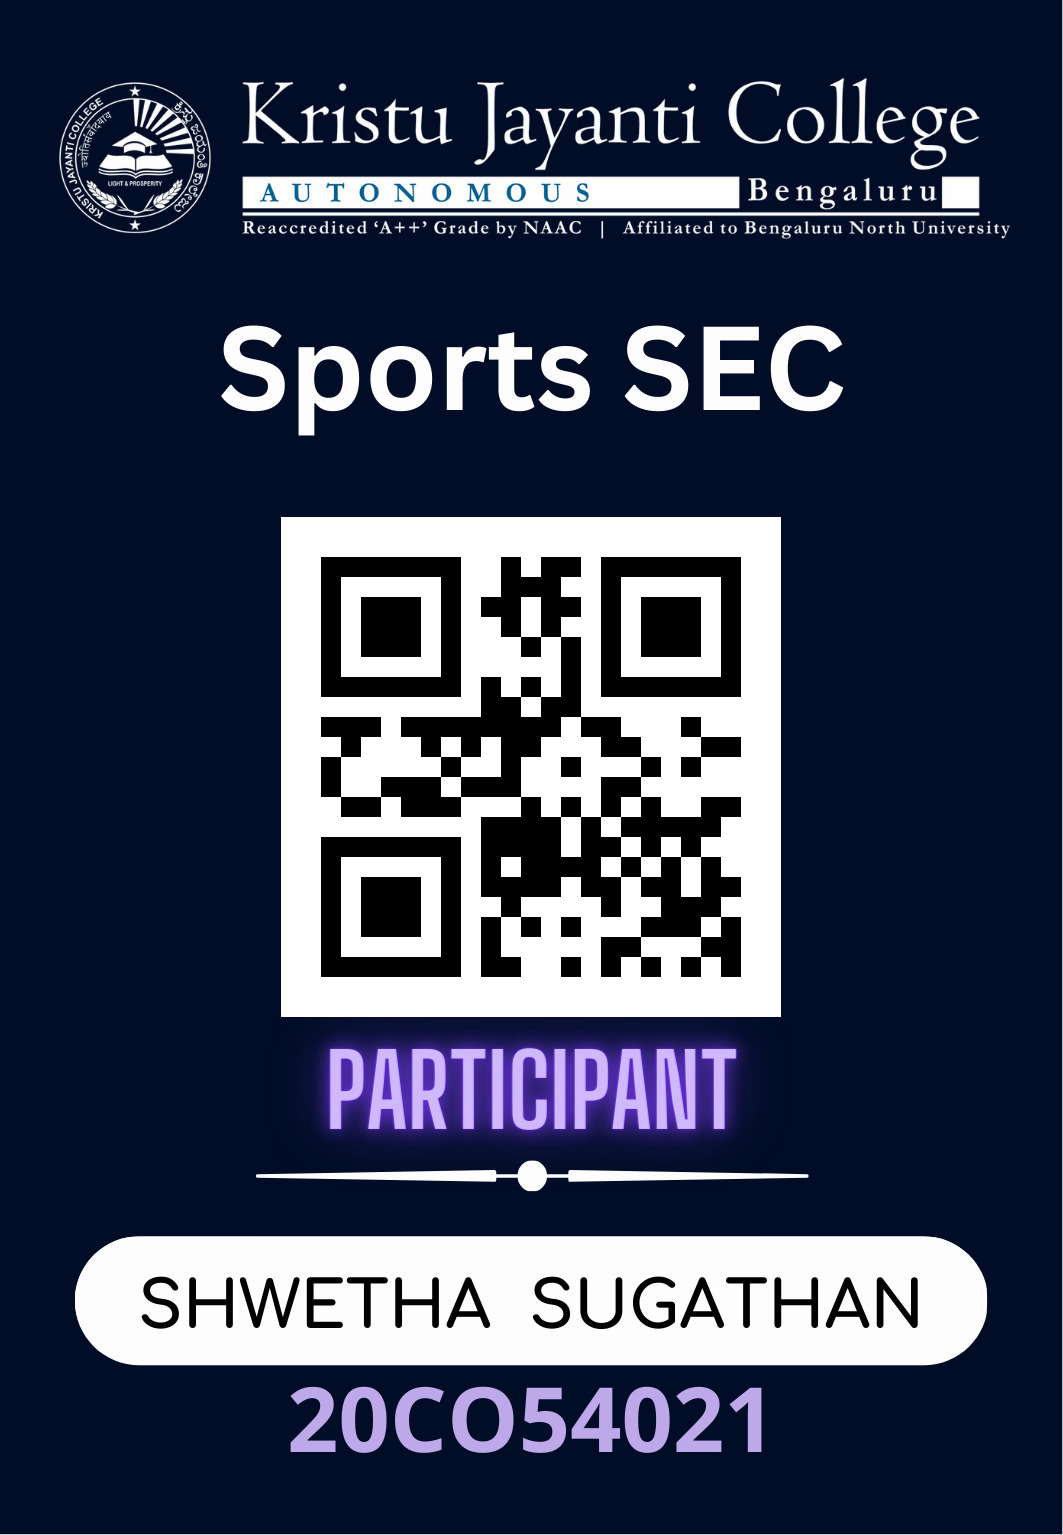 Kristu Jayanti College
AUTONOMOUS Bengaluru
Reaccredited ‘A++’ Grade by NAAC | Affiliated to Bengaluru North University
KRISTU JAYANTI COLLEGE
LIGHT & PROSPERITY
Sports SEC
PARTICIPANT
SHWETHA SUGATHAN
20CO54021